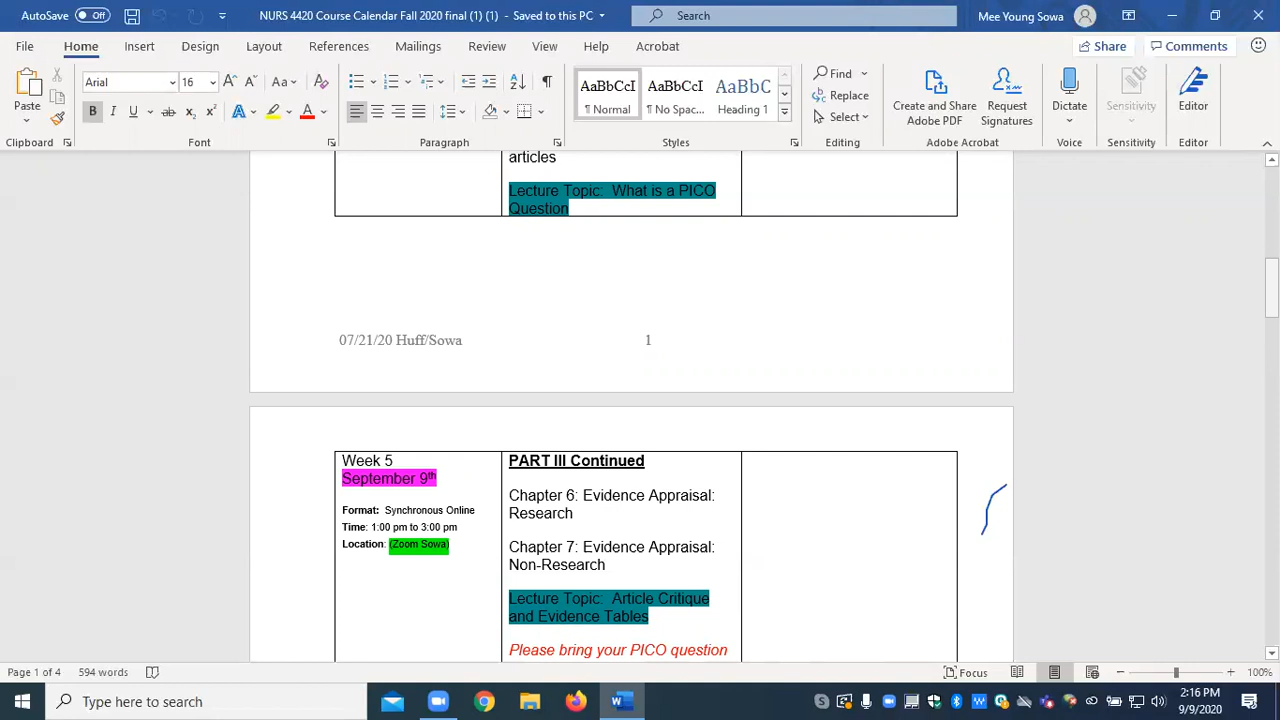 AutoSave Off
NURS 4420 Course Calendar Fall 2020 final (1) (1) - Saved to this PC
Search
Mee Young Sowa
File Home Insert Design Layout References Mailings Review View Help Acrobat
Share Comments
Paste
Arial 16
Aa
B I U ab x₂ x²
AaBbCcI AaBbCcI AaBbC
¶ Normal ¶ No Spac... Heading 1
Find
Replace
Select
Create and Share
Adobe PDF
Request
Signatures
Dictate
Sensitivity
Editor
Clipboard Font Paragraph Styles Editing Adobe Acrobat Voice Sensitivity Editor
articles
Lecture Topic: What is a PICO
Question
07/21/20 Huff/Sowa 1
Week 5
September 9th
Format: Synchronous Online
Time: 1:00 pm to 3:00 pm
Location: (Zoom Sowa)
PART III Continued
Chapter 6: Evidence Appraisal:
Research
Chapter 7: Evidence Appraisal:
Non-Research
Lecture Topic: Article Critique
and Evidence Tables
Please bring your PICO question
Page 1 of 4 594 words
Focus
100%
Type here to search
2:16 PM
9/9/2020